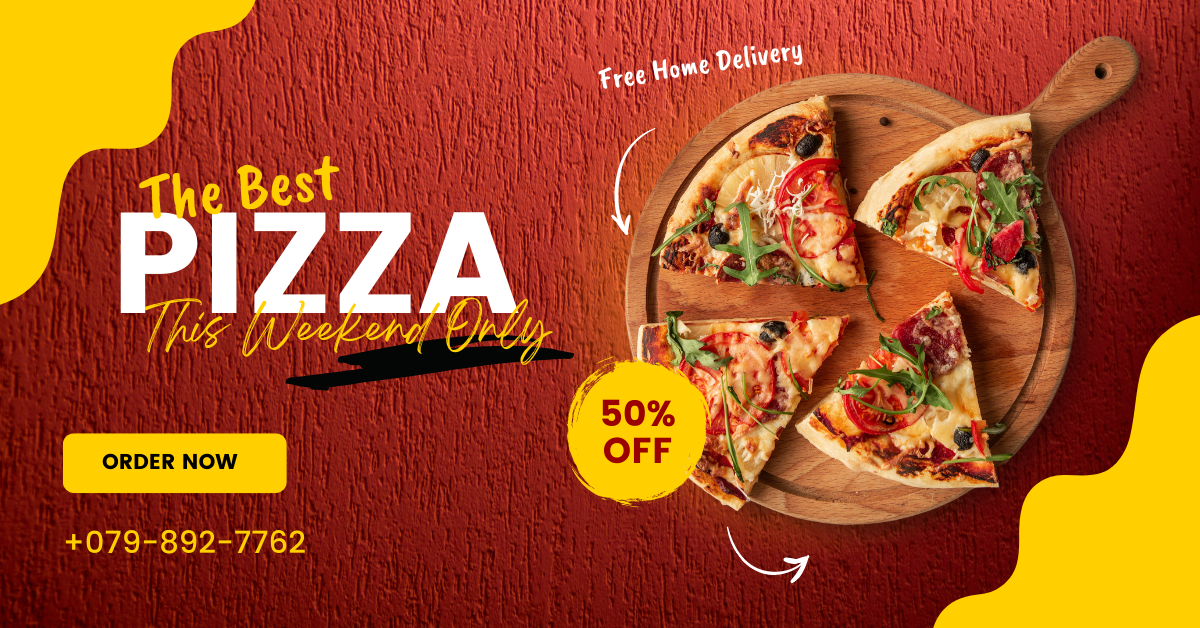 Free Home Delivery
The Best
PIZZA
This Weekend Only
50%
OFF
ORDER NOW
+079-892-7762